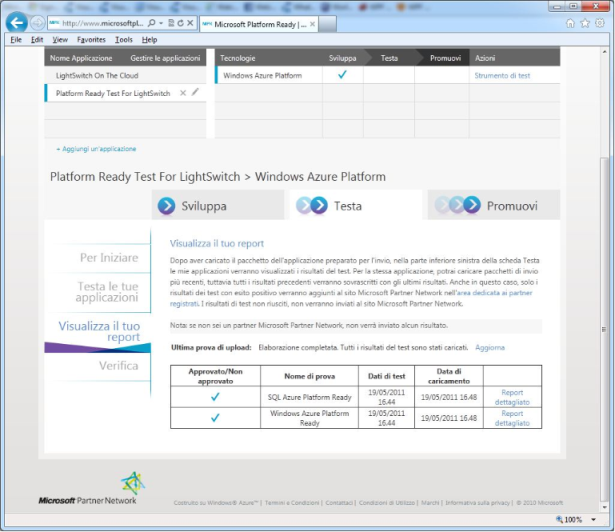 http://www.microsoftpl...
Microsoft Platform Ready | ...
File Edit View Favorites Tools Help
Nome Applicazione Gestire le applicazioni Tecnologie Sviluppa Testa Promuovi Azioni
LightSwitch On The Cloud Windows Azure Platform Strumento di test
Platform Ready Test For LightSwitch
+ Aggiungi un'applicazione
Platform Ready Test For LightSwitch > Windows Azure Platform
Sviluppa Testa Promuovi
Per Iniziare
Testa le tue
applicazioni
Visualizza il tuo
report
Verifica
Visualizza il tuo report
Dopo aver caricato il pacchetto dell'applicazione preparato per l'invio, nella parte inferiore sinistra della scheda Testa
le mie applicazioni verranno visualizzati i risultati del test. Per la stessa applicazione, potrai caricare pacchetti di invio
più recenti, tuttavia tutti i risultati precedenti verranno sovrascritti con gli ultimi risultati. Anche in questo caso, solo i
risultati dei test con esito positivo verranno aggiunti al sito Microsoft Partner Network nell'area dedicata ai partner
registrati. I risultati di test non riusciti, non verranno inviati al sito Microsoft Partner Network.
Nota: se non sei un partner Microsoft Partner Network, non verrà inviato alcun risultato.
Ultima prova di upload: Elaborazione completata. Tutti i risultati del test sono stati caricati. Aggiorna
Approvato/Non
approvato
Nome di prova
Dati di test
Data di
caricamento
SQL Azure Platform Ready
19/05/2011
16.44
19/05/2011 16.48
Report
dettagliato
Windows Azure Platform
Ready
19/05/2011
16.44
19/05/2011 16.48
Report
dettagliato
Microsoft Partner Network
Costruito su Windows® Azure™ | Termini e Condizioni | Contattaci | Condizioni di Utilizzo | Marchi | Informativa sulla privacy | © 2010 Microsoft
100%